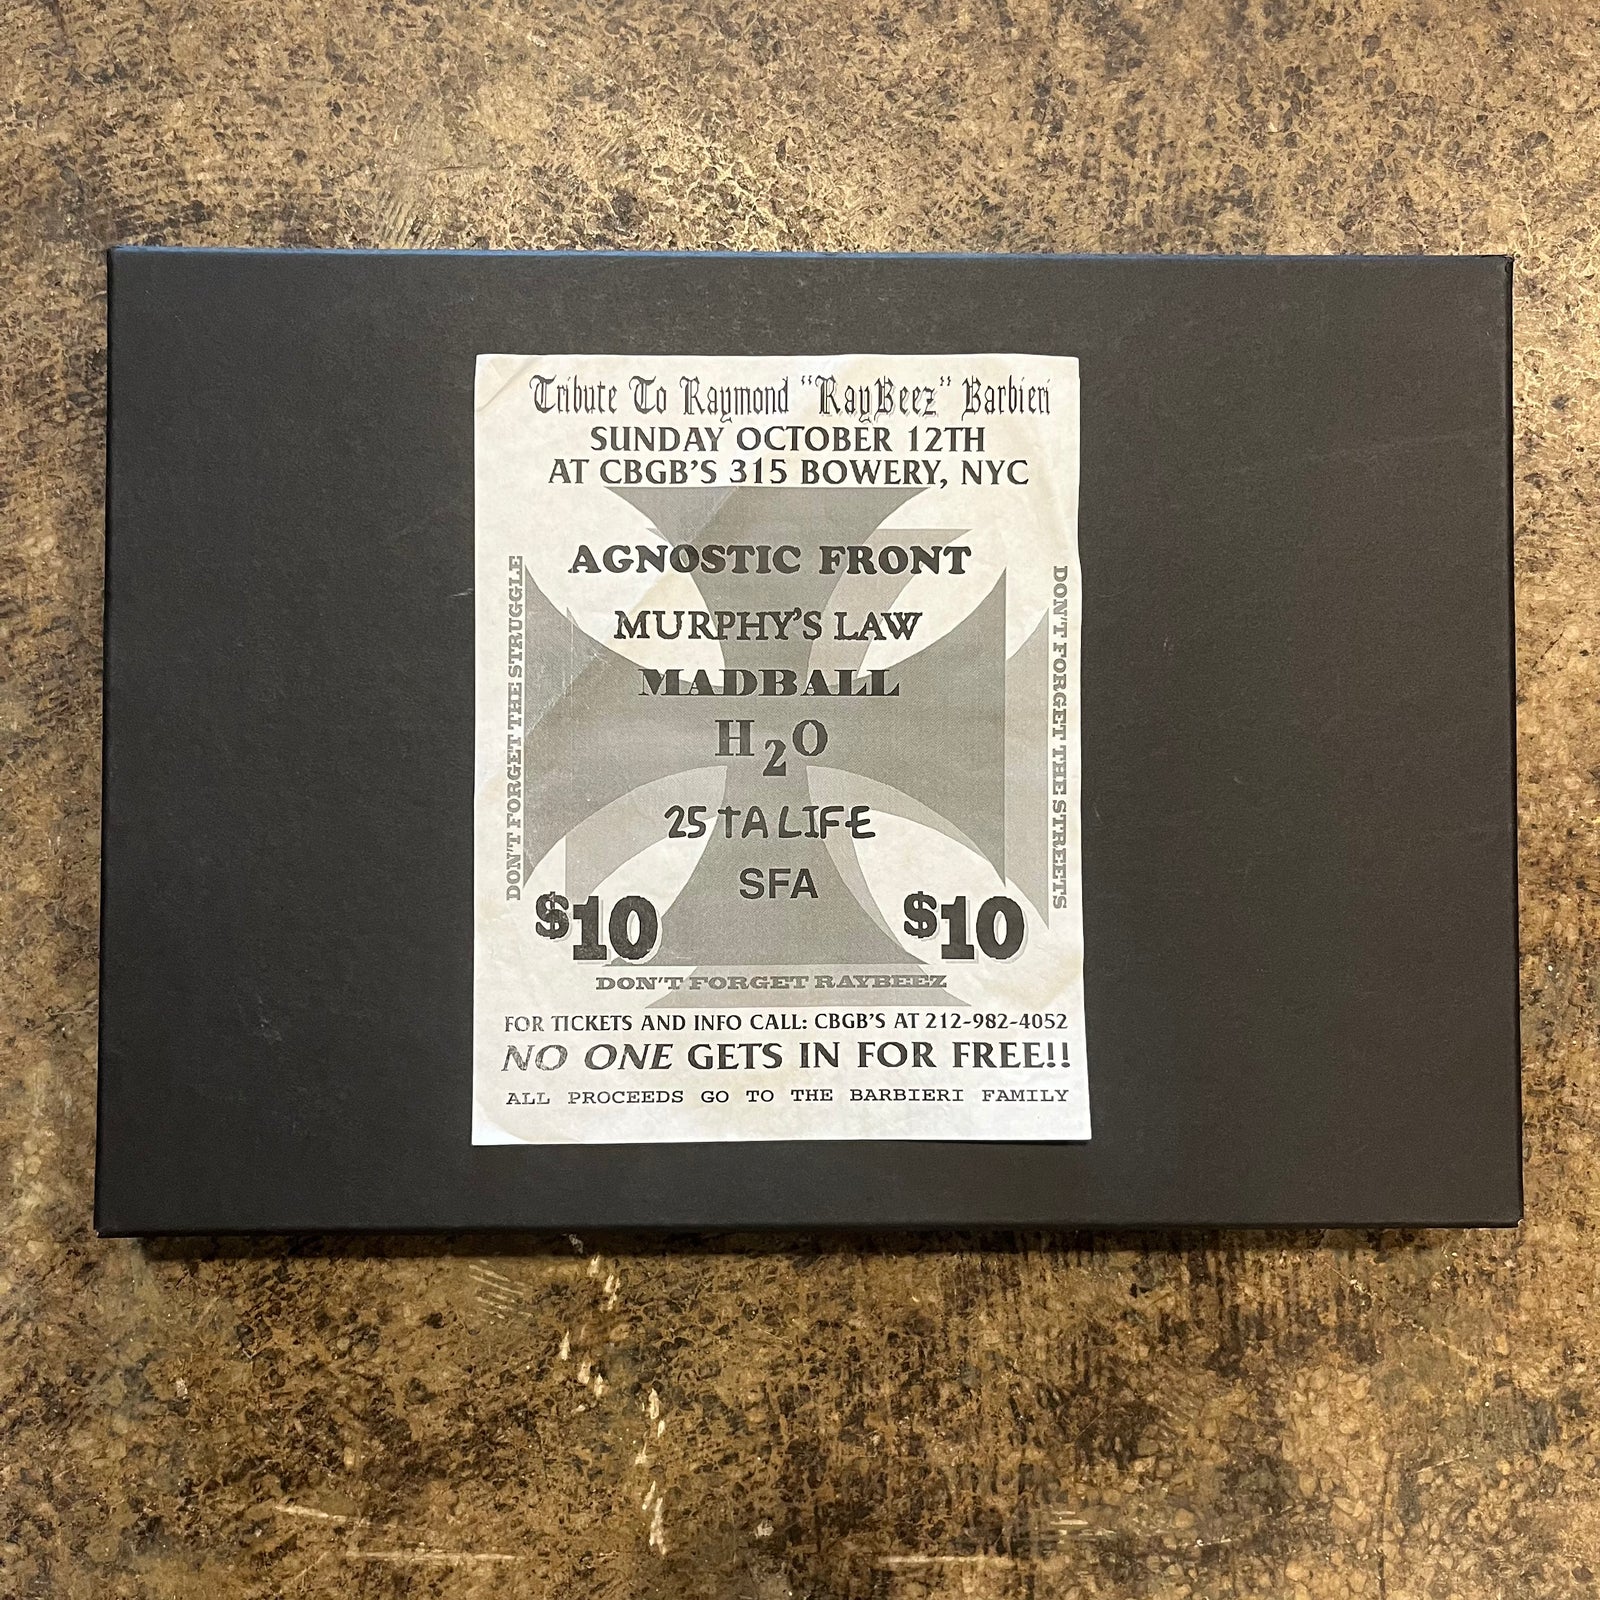 Tribute To Raymond "RayBeez" Barbieri
SUNDAY OCTOBER 12TH
AT CBGB'S 315 BOWERY, NYC
AGNOSTIC FRONT
MURPHY'S LAW
MADBALL
H2O
25 TA LIFE
SFA
DON'T FORGET THE STRUGGLE
DON'T FORGET THE STREETS
$10
$10
DON'T FORGET RAYBEEZ
FOR TICKETS AND INFO CALL: CBGB'S AT 212-982-4052
NO ONE GETS IN FOR FREE!!
ALL PROCEEDS GO TO THE BARBIERI FAMILY